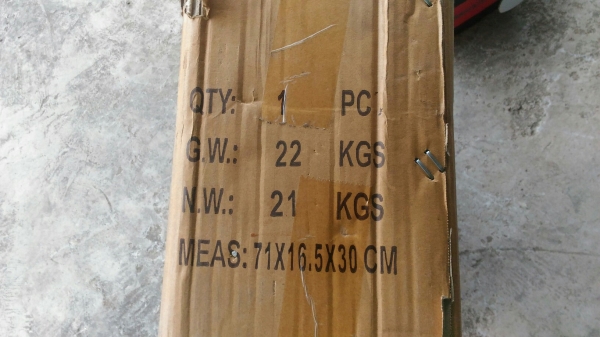 QTY: 1 PC
G.W.: 22 KGS
N.W.: 21 KGS
MEAS: 71X16.5X30 CM